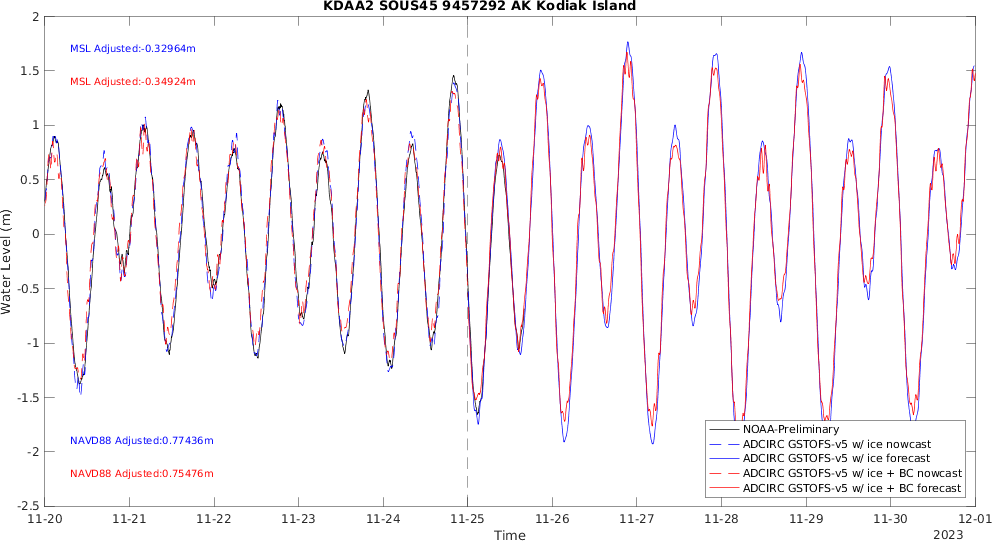 KDAA2 SOUS45 9457292 AK Kodiak Island
2
1.5
1
0.5
0
-0.5
-1
-1.5
-2
-2.5
Water Level (m)
MSL Adjusted:-0.32964m
MSL Adjusted:-0.34924m
NAVD88 Adjusted:0.77436m
NAVD88 Adjusted:0.75476m
NOAA-Preliminary
ADCIRC GSTOFS-v5 w/ ice nowcast
ADCIRC GSTOFS-v5 w/ ice forecast
ADCIRC GSTOFS-v5 w/ ice + BC nowcast
ADCIRC GSTOFS-v5 w/ ice + BC forecast
11-20 11-21 11-22 11-23 11-24 11-25 11-26 11-27 11-28 11-29 11-30 12-01
Time
2023